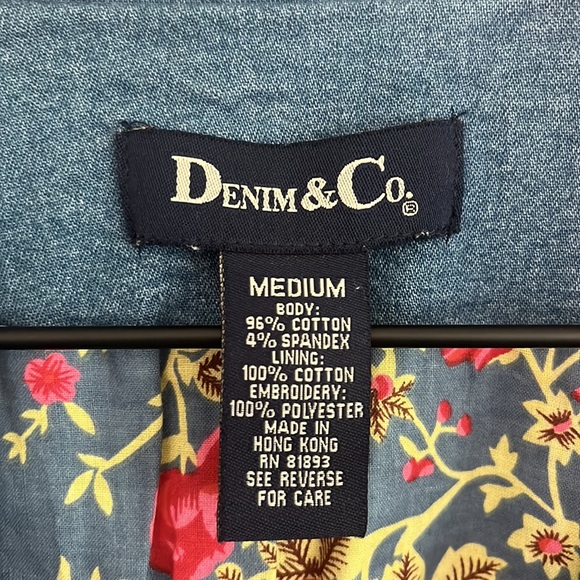 DENIM & CO.®
MEDIUM
BODY:
96% COTTON
4% SPANDEX
LINING:
100% COTTON
EMBROIDERY:
100% POLYESTER
MADE IN
HONG KONG
RN 81893
SEE REVERSE
FOR CARE